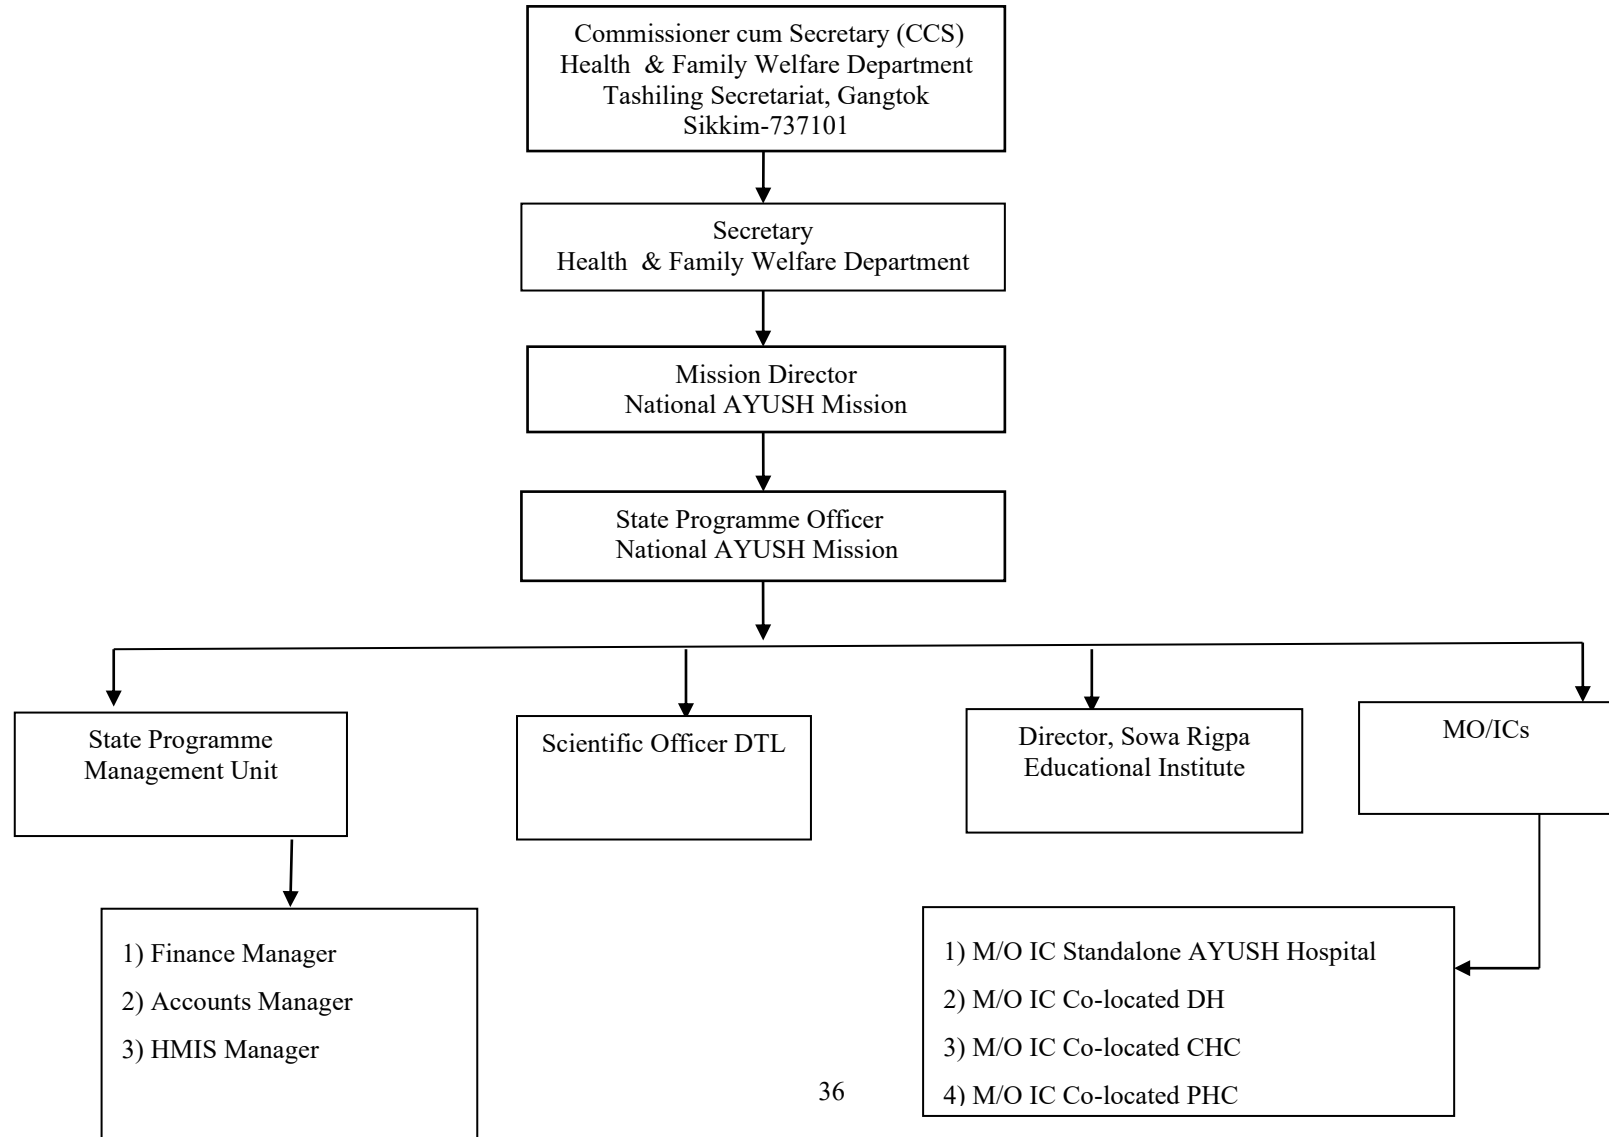 Commissioner cum Secretary (CCS)
Health & Family Welfare Department
Tashiling Secretariat, Gangtok
Sikkim-737101
Secretary
Health & Family Welfare Department
Mission Director
National AYUSH Mission
State Programme Officer
National AYUSH Mission
State Programme
Management Unit
Scientific Officer DTL
Director, Sowa Rigpa
Educational Institute
MO/ICs
1) Finance Manager
2) Accounts Manager
3) HMIS Manager
1) M/O IC Standalone AYUSH Hospital
2) M/O IC Co-located DH
3) M/O IC Co-located CHC
4) M/O IC Co-located PHC
36